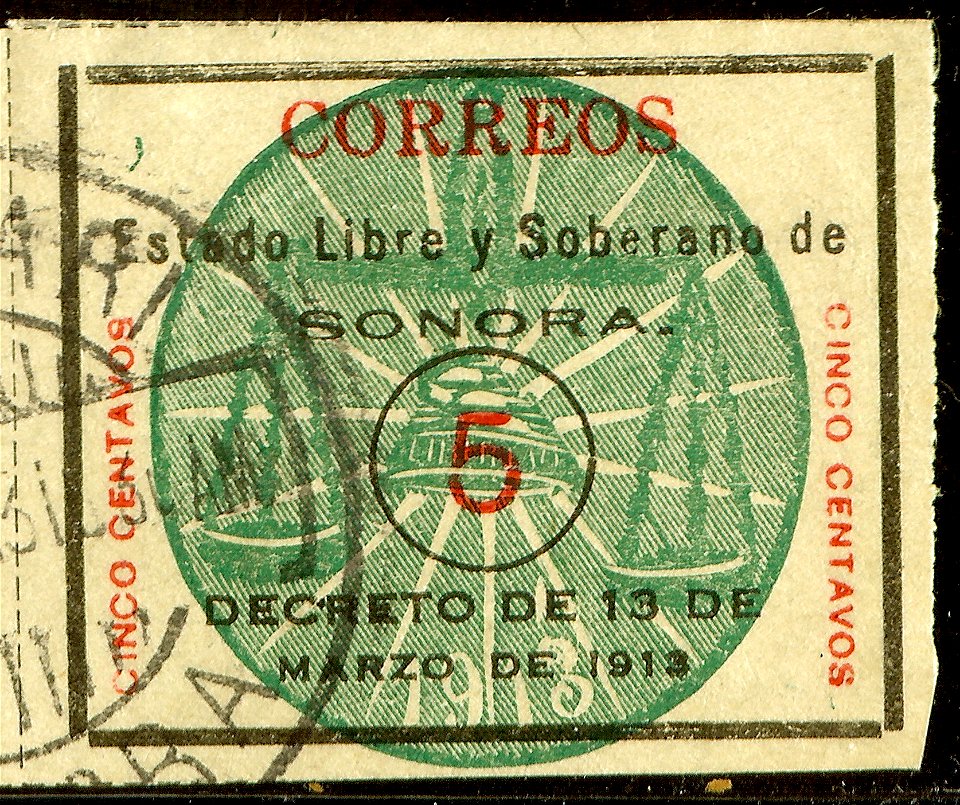 CORREOS
Estado Libre y Soberano de
SONORA.
CINCO CENTAVOS
5
CINCO CENTAVOS
DECRETO DE 13 DE
MARZO DE 1913
1913